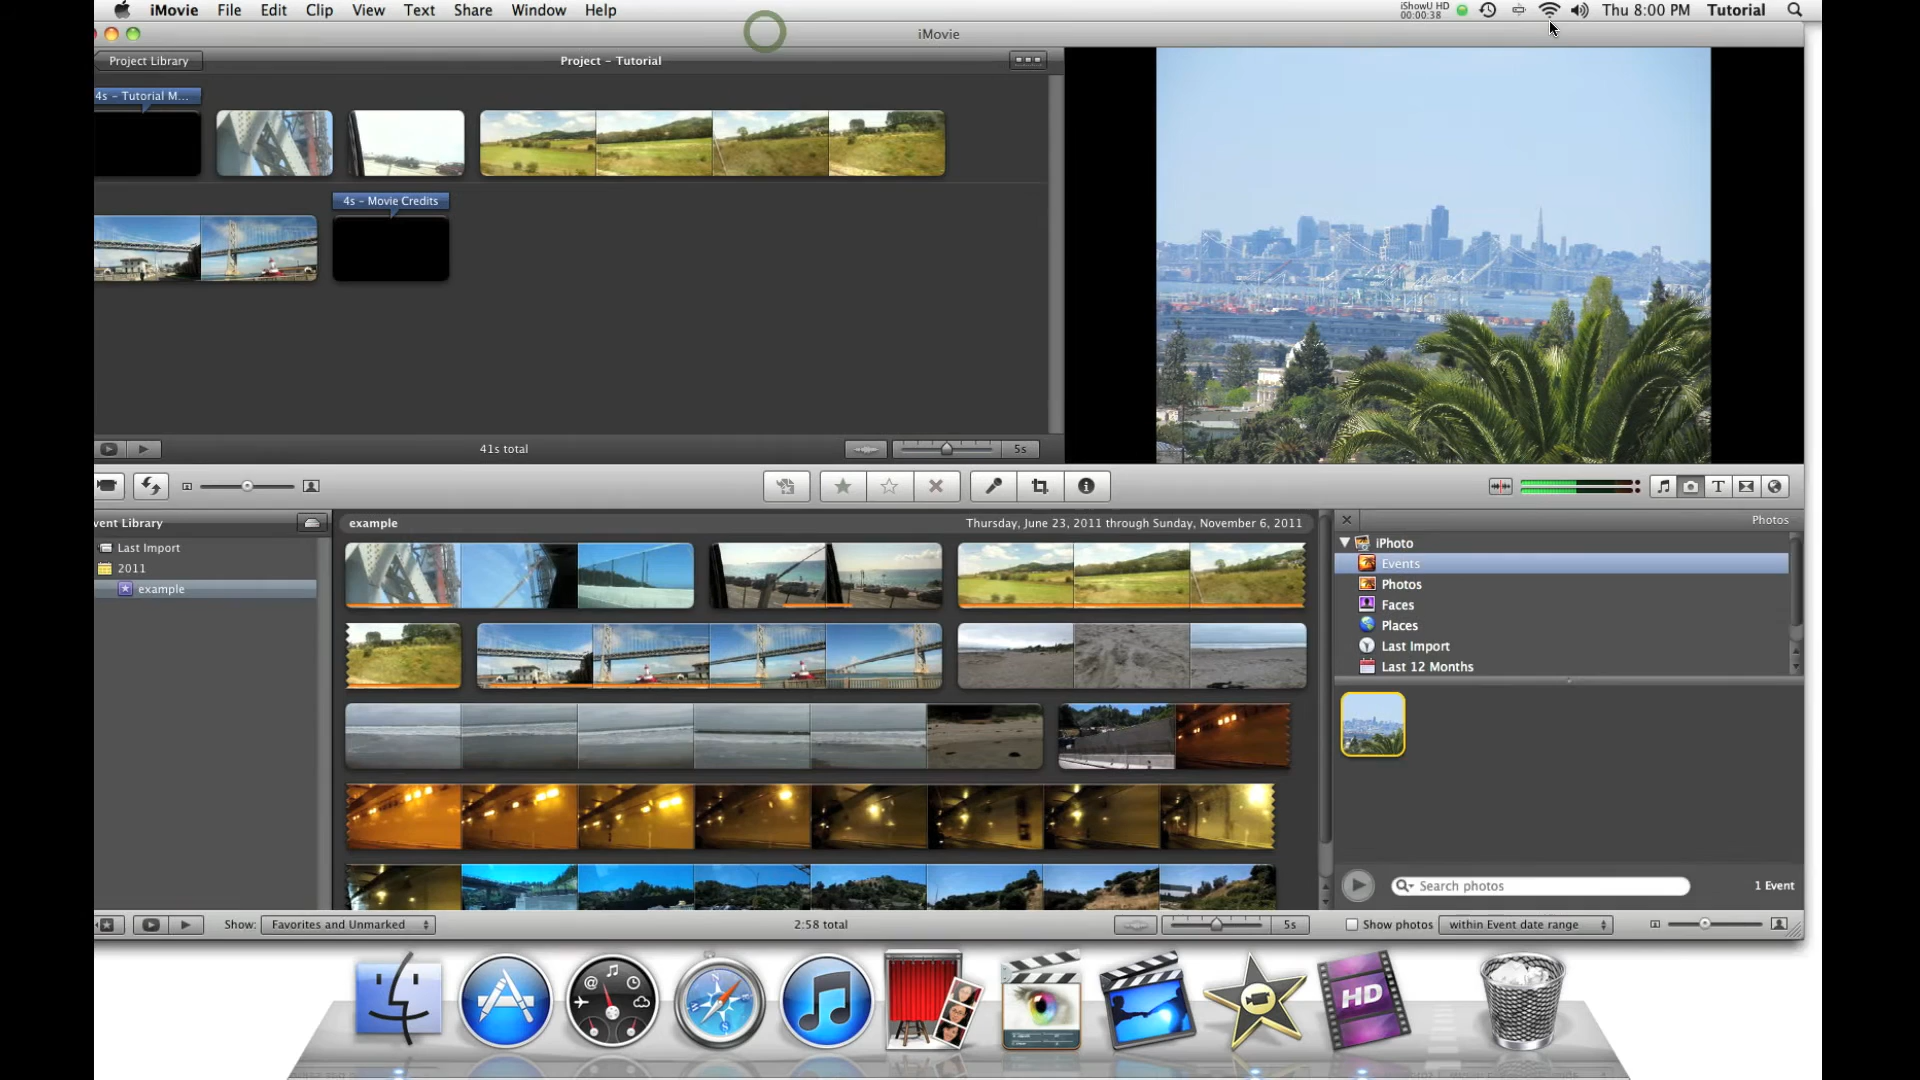 iMovie File Edit Clip View Text Share Window Help
iShowU HD
00:00:38
Thu 8:00 PM Tutorial
iMovie
Project Library
Project – Tutorial
4s – Tutorial M...
4s – Movie Credits
41s total
5s
vent Library
example
Thursday, June 23, 2011 through Sunday, November 6, 2011
Photos
Last Import
2011
example
iPhoto
Events
Photos
Faces
Places
Last Import
Last 12 Months
Search photos
1 Event
Show: Favorites and Unmarked
2:58 total
5s
Show photos within Event date range
HD